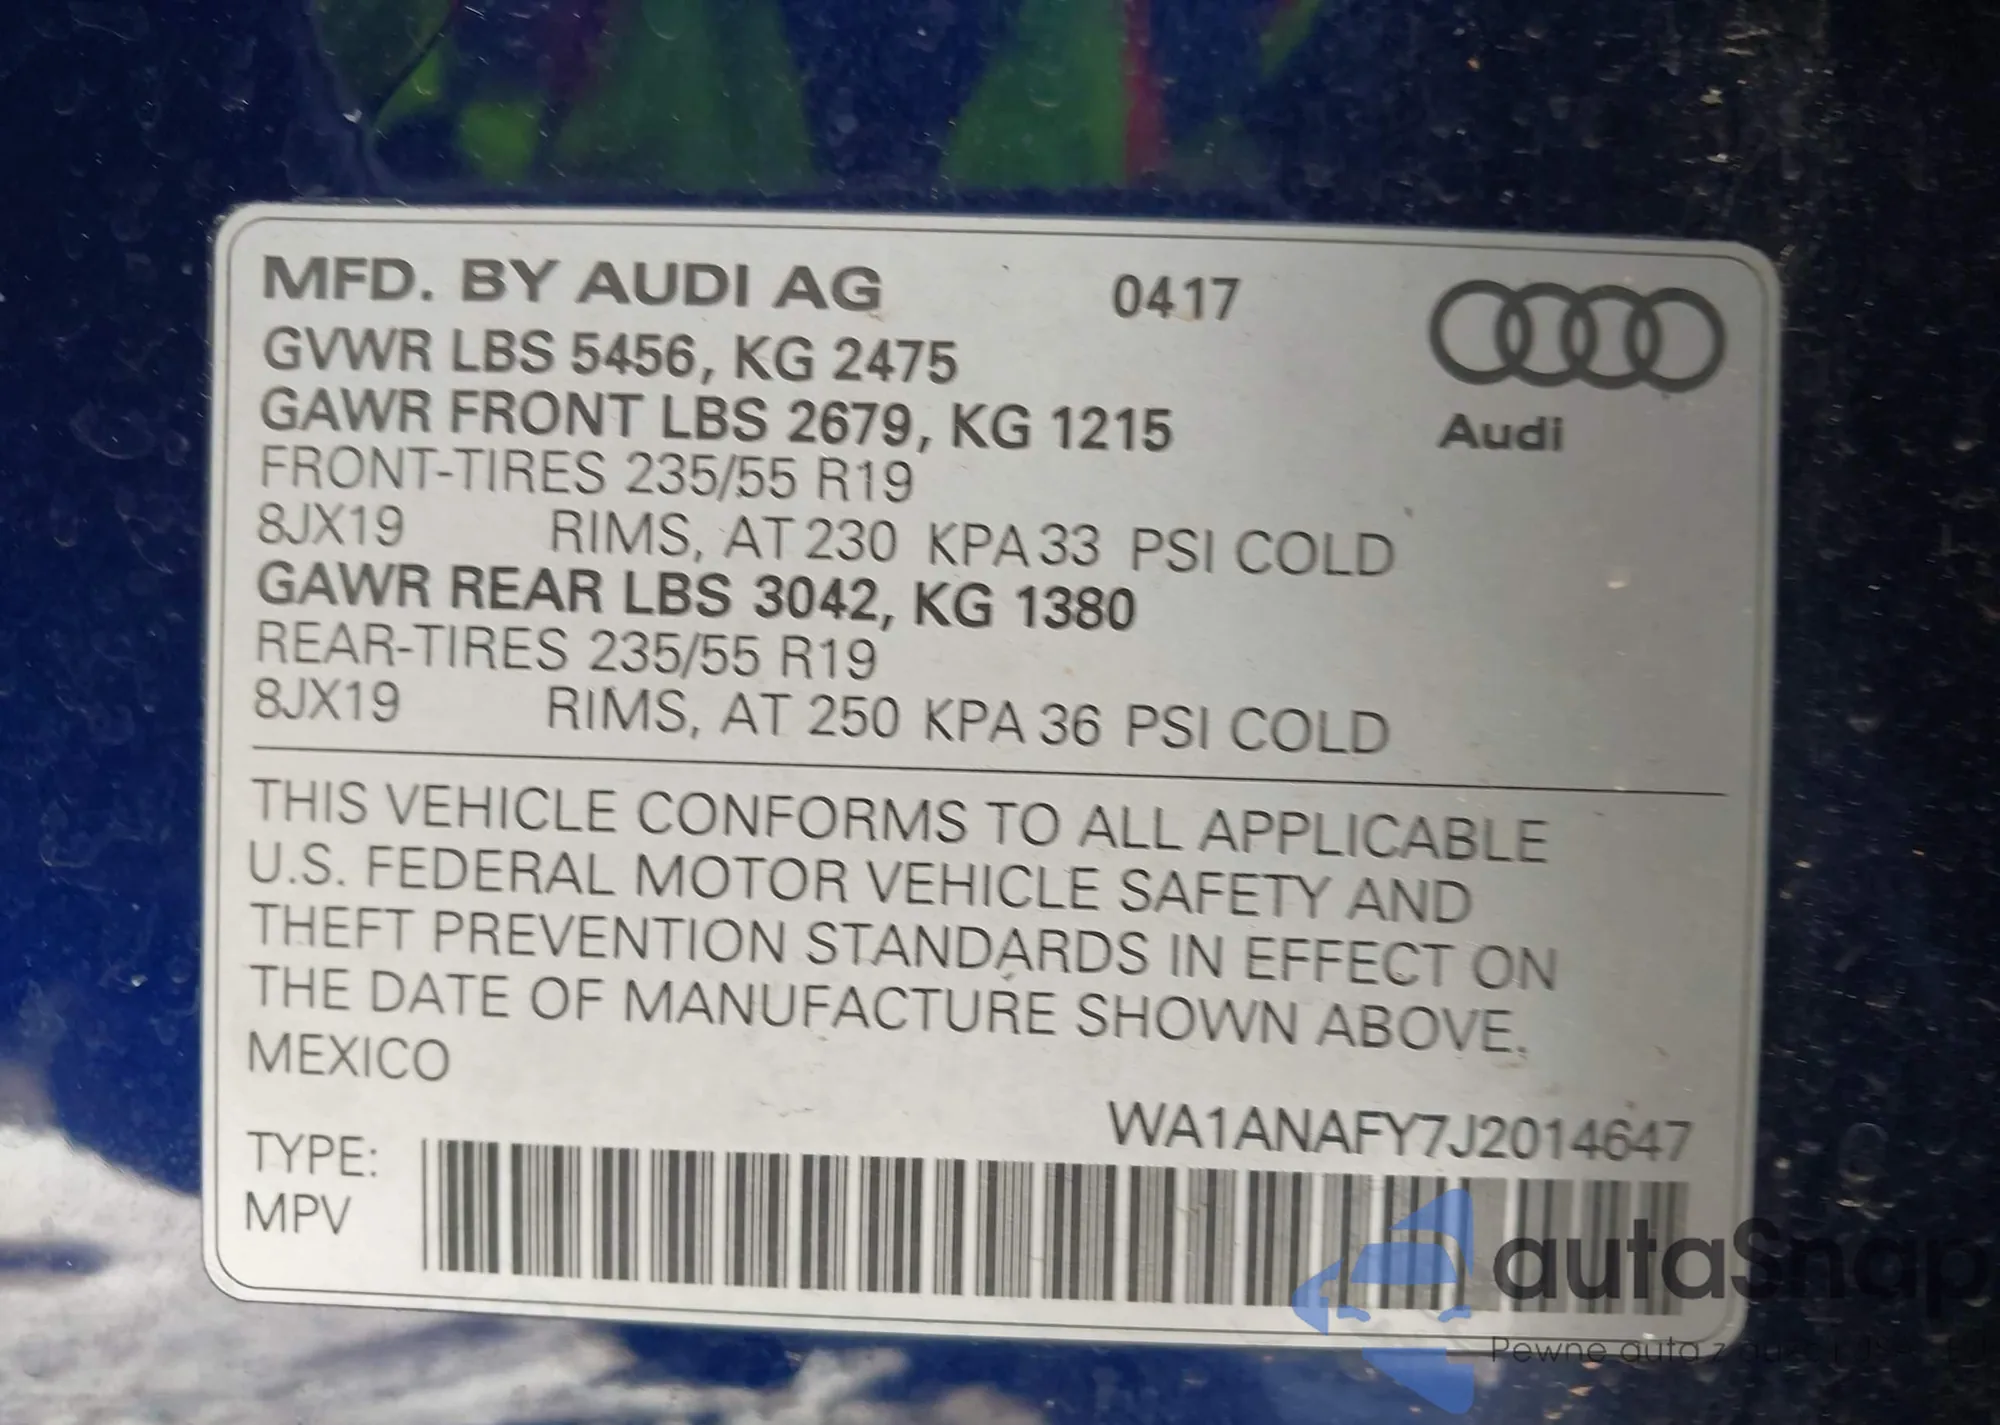 MFD. BY AUDI AG 0417
GVWR LBS 5456, KG 2475
GAWR FRONT LBS 2679, KG 1215
Audi
FRONT-TIRES 235/55 R19
8JX19 RIMS, AT 230 KPA 33 PSI COLD
GAWR REAR LBS 3042, KG 1380
REAR-TIRES 235/55 R19
8JX19 RIMS, AT 250 KPA 36 PSI COLD
THIS VEHICLE CONFORMS TO ALL APPLICABLE
U.S. FEDERAL MOTOR VEHICLE SAFETY AND
THEFT PREVENTION STANDARDS IN EFFECT ON
THE DATE OF MANUFACTURE SHOWN ABOVE.
MEXICO
WA1ANAFY7J2014647
TYPE:
MPV
autaSnap
Pewne auta z